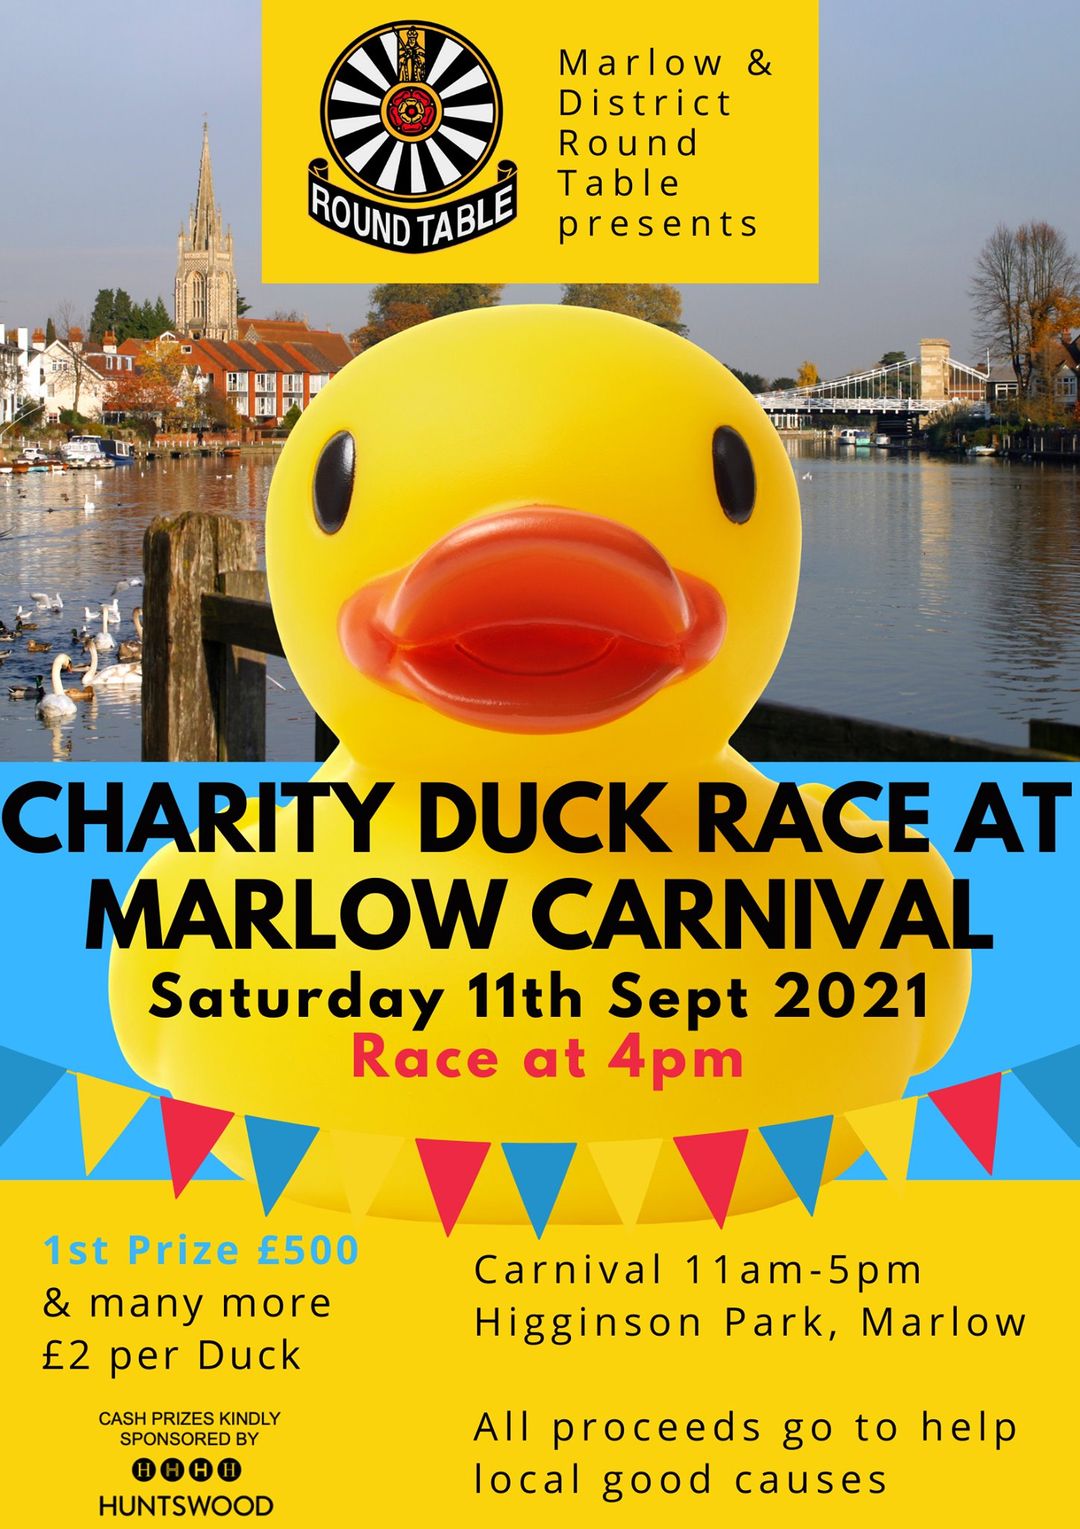 ROUND TABLE
Marlow &
District
Round
Table
presents
CHARITY DUCK RACE AT
MARLOW CARNIVAL
Saturday 11th Sept 2021
Race at 4pm
1st Prize £500
& many more
£2 per Duck
CASH PRIZES KINDLY
SPONSORED BY
H H H H
HUNTSWOOD
Carnival 11am-5pm
Higginson Park, Marlow
All proceeds go to help
local good causes